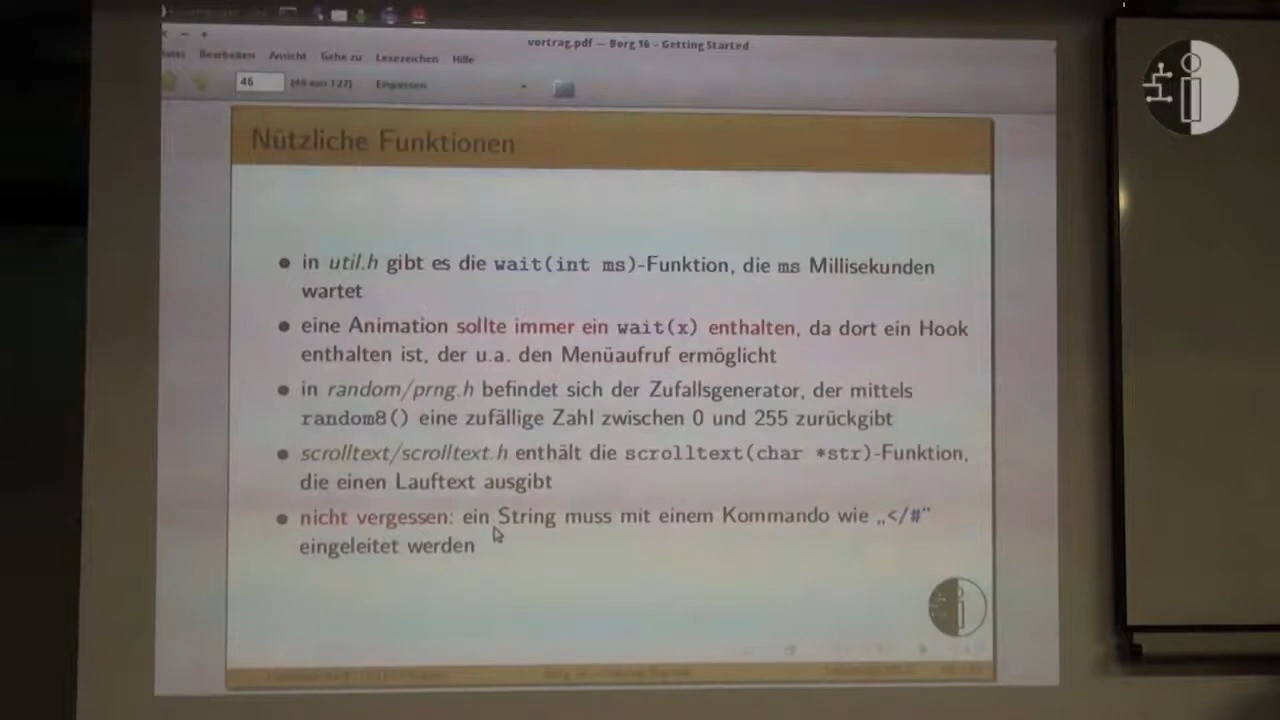 vortrag.pdf — Borg 16 – Getting Started
Bearbeiten Ansicht Gehe zu Lesezeichen Hilfe
46 (46 von 127) Einpassen
Nützliche Funktionen
in util.h gibt es die wait(int ms)-Funktion, die ms Millisekunden
wartet
eine Animation sollte immer ein wait(x) enthalten, da dort ein Hook
enthalten ist, der u.a. den Menüaufruf ermöglicht
in random/prng.h befindet sich der Zufallsgenerator, der mittels
random8() eine zufällige Zahl zwischen 0 und 255 zurückgibt
scrolltext/scrolltext.h enthält die scrolltext(char *str)-Funktion,
die einen Lauftext ausgibt
nicht vergessen: ein String muss mit einem Kommando wie „</#“
eingeleitet werden